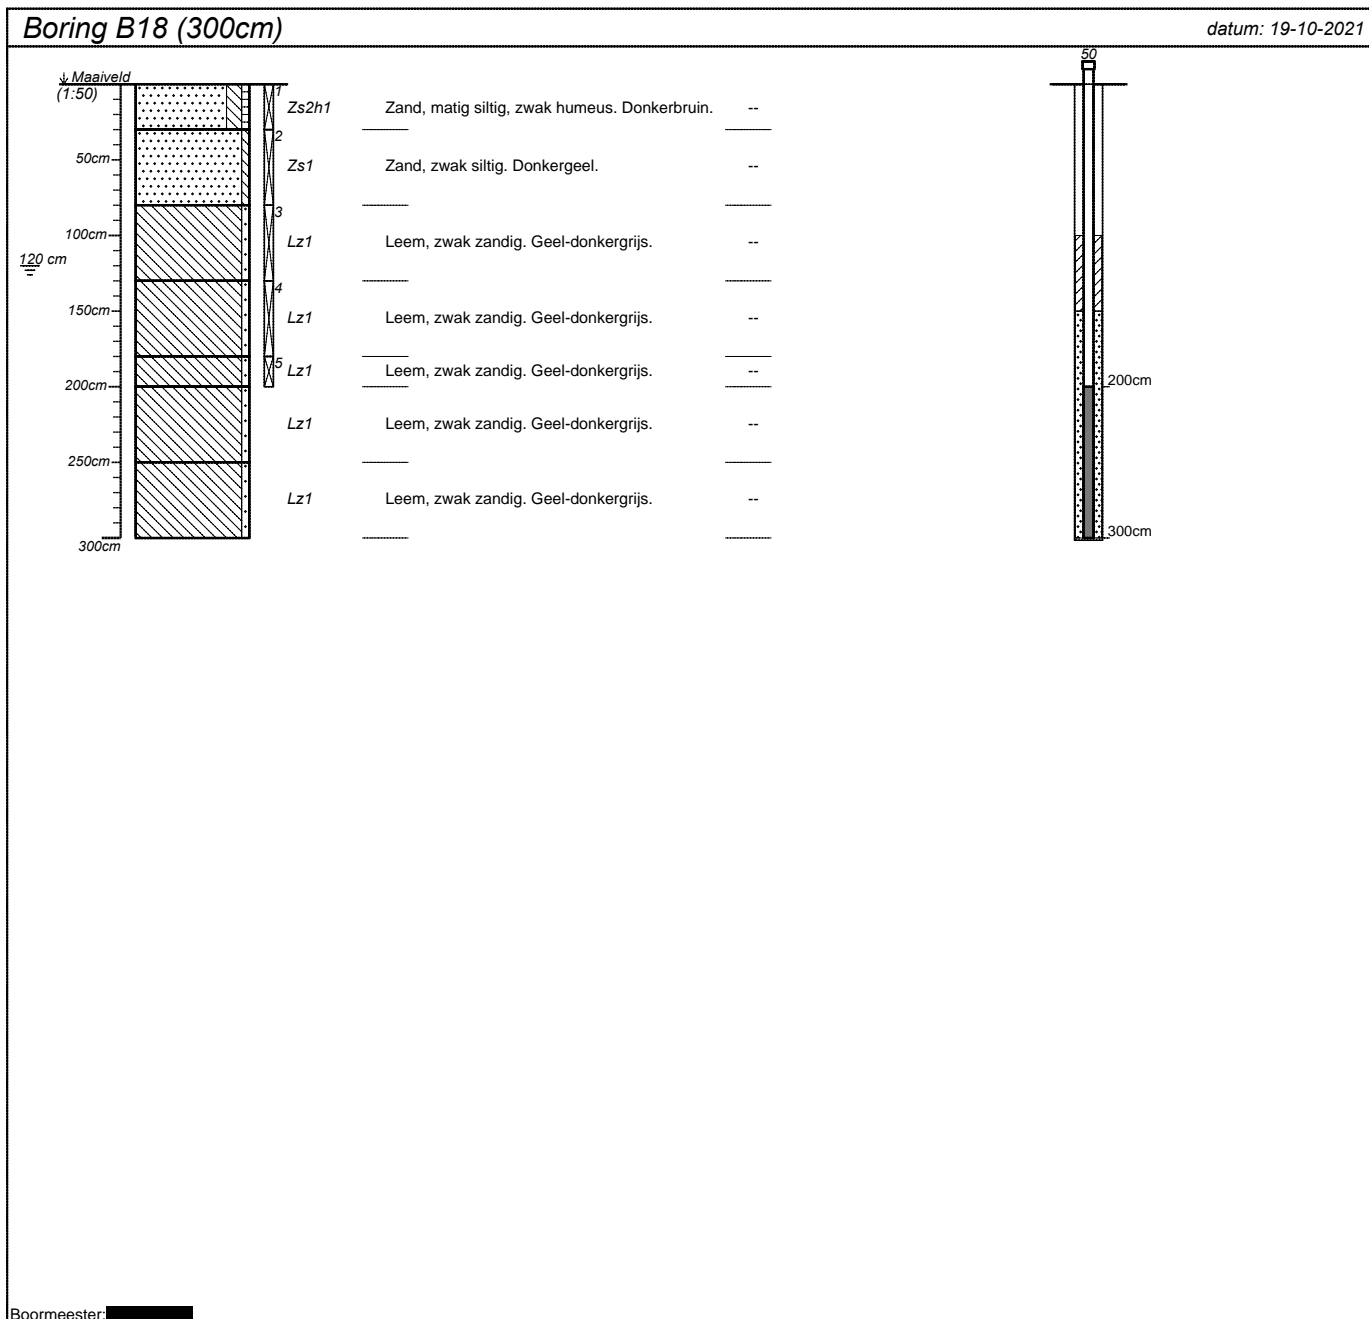 Boring B18 (300cm)
datum: 19-10-2021
50
Maaiveld
(1:50)
1
Zs2h1 Zand, matig siltig, zwak humeus. Donkerbruin. --
2
50cm Zs1 Zand, zwak siltig. Donkergeel. --
3
100cm Lz1 Leem, zwak zandig. Geel-donkergrijs. --
120 cm
4
150cm Lz1 Leem, zwak zandig. Geel-donkergrijs. --
5 Lz1 Leem, zwak zandig. Geel-donkergrijs. --
200cm 200cm
Lz1 Leem, zwak zandig. Geel-donkergrijs. --
250cm
Lz1 Leem, zwak zandig. Geel-donkergrijs. --
300cm 300cm
Boormeester: